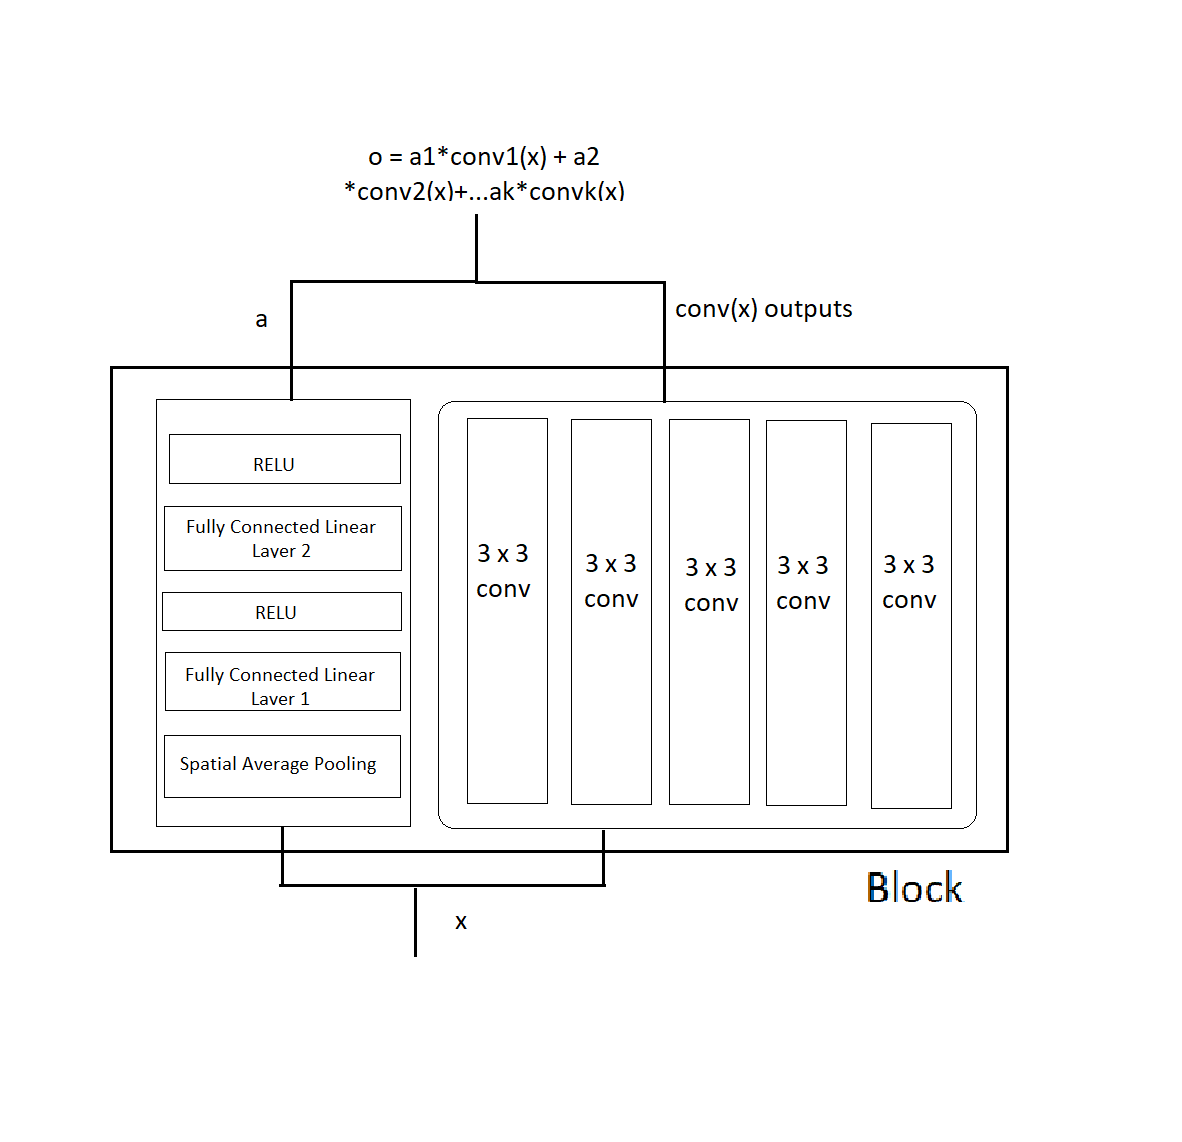 o = a1*conv1(x) + a2
*conv2(x)+...ak*convk(x)
a
conv(x) outputs
RELU
Fully Connected Linear
Layer 2
RELU
Fully Connected Linear
Layer 1
Spatial Average Pooling
3 x 3
conv
3 x 3
conv
3 x 3
conv
3 x 3
conv
3 x 3
conv
Block
x